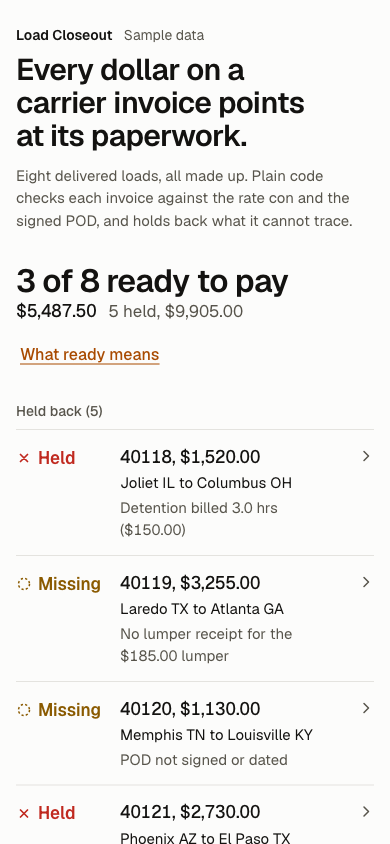 Load Closeout Sample data
Every dollar on a
carrier invoice points
at its paperwork.
Eight delivered loads, all made up. Plain code
checks each invoice against the rate con and the
signed POD, and holds back what it cannot trace.
3 of 8 ready to pay
$5,487.50 5 held, $9,905.00
What ready means
Held back (5)
Held 40118, $1,520.00
Joliet IL to Columbus OH
Detention billed 3.0 hrs
($150.00)
Missing 40119, $3,255.00
Laredo TX to Atlanta GA
No lumper receipt for the
$185.00 lumper
Missing 40120, $1,130.00
Memphis TN to Louisville KY
POD not signed or dated
Held 40121, $2,730.00
Phoenix AZ to El Paso TX